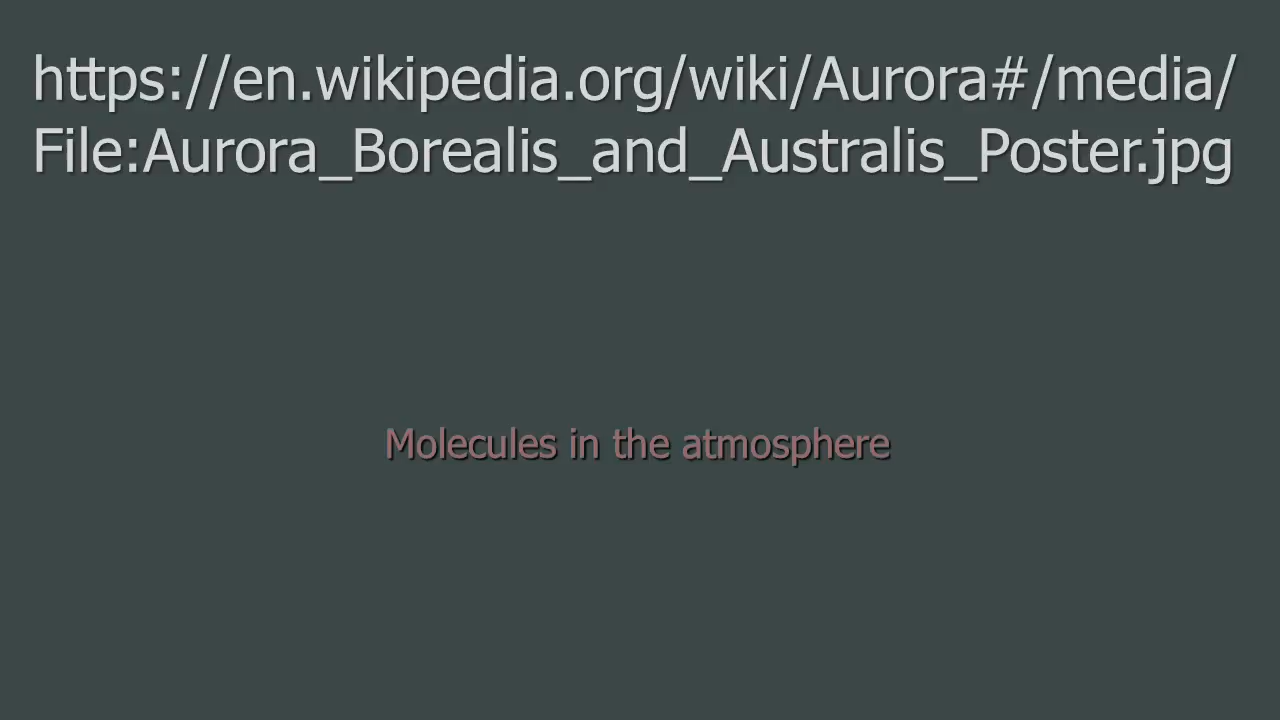 https://en.wikipedia.org/wiki/Aurora#/media/
File:Aurora_Borealis_and_Australis_Poster.jpg
Molecules in the atmosphere